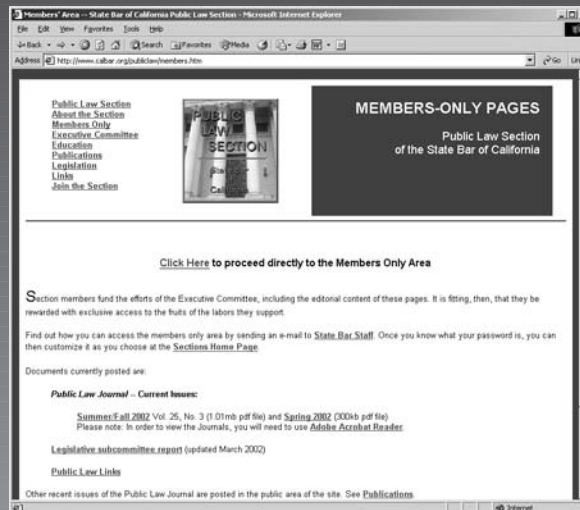 Members' Area -- State Bar of California Public Law Section - Microsoft Internet Explorer
File Edit View Favorites Tools Help
Back Search Favorites Media
Address http://www.calbar.org/publiclaw/members.htm Go
Public Law Section
About the Section
Members Only
Executive Committee
Education
Publications
Legislation
Links
Join the Section
PUBLIC
LAW
SECTION
State Bar
of
California
MEMBERS-ONLY PAGES
Public Law Section
of the State Bar of California
Click Here to proceed directly to the Members Only Area
Section members fund the efforts of the Executive Committee, including the editorial content of these pages. It is fitting, then, that they be
rewarded with exclusive access to the fruits of the labors they support.
Find out how you can access the members only area by sending an e-mail to State Bar Staff. Once you know what your password is, you can
then customize it as you choose at the Sections Home Page.
Documents currently posted are:
Public Law Journal -- Current Issues:
Summer/Fall 2002 Vol. 25, No. 3 (1.01mb pdf file) and Spring 2002 (300kb pdf file)
Please note: In order to view the Journals, you will need to use Adobe Acrobat Reader.
Legislative subcommittee report (updated March 2002)
Public Law Links
Other recent issues of the Public Law Journal are posted in the public area of the site. See Publications.
Internet